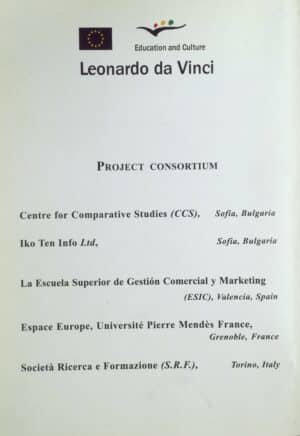 Education and Culture
Leonardo da Vinci
PROJECT CONSORTIUM
Centre for Comparative Studies (CCS), Sofia, Bulgaria
Iko Ten Info Ltd, Sofia, Bulgaria
La Escuela Superior de Gestión Comercial y Marketing
(ESIC), Valencia, Spain
Espace Europe, Université Pierre Mendès France,
Grenoble, France
Società Ricerca e Formazione (S.R.F.), Torino, Italy